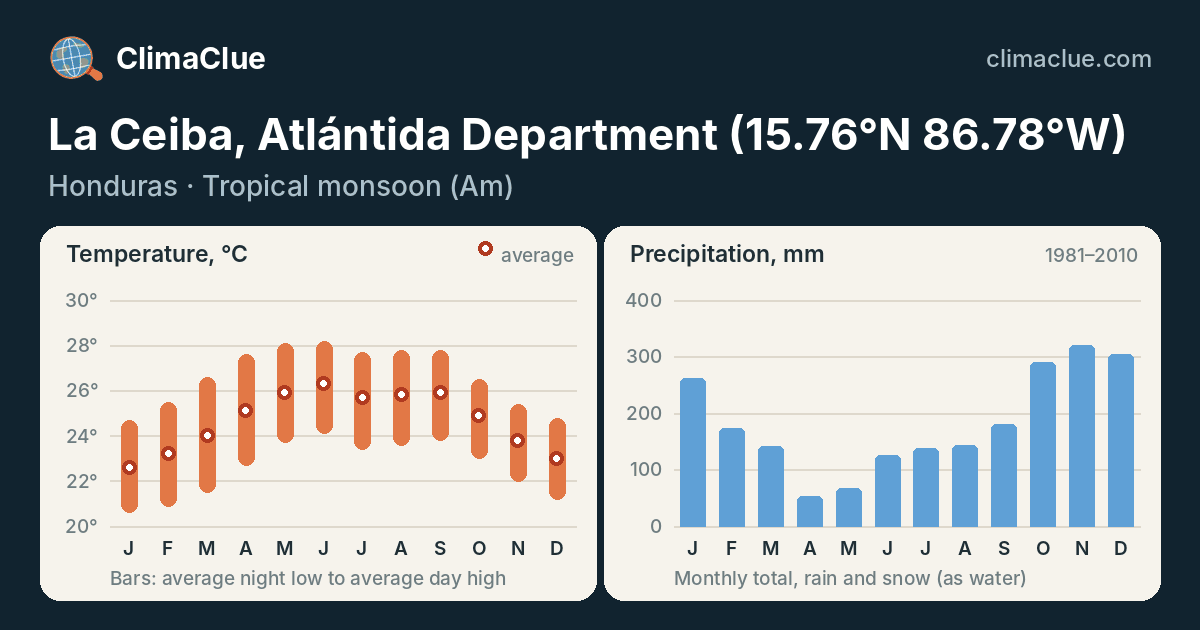 ClimaClue
climaclue.com
La Ceiba, Atlántida Department (15.76°N 86.78°W)
Honduras · Tropical monsoon (Am)
Temperature, °C
average
30°
28°
26°
24°
22°
20°
J F M A M J J A S O N D
Bars: average night low to average day high
Precipitation, mm
1981–2010
400
300
200
100
0
J F M A M J J A S O N D
Monthly total, rain and snow (as water)